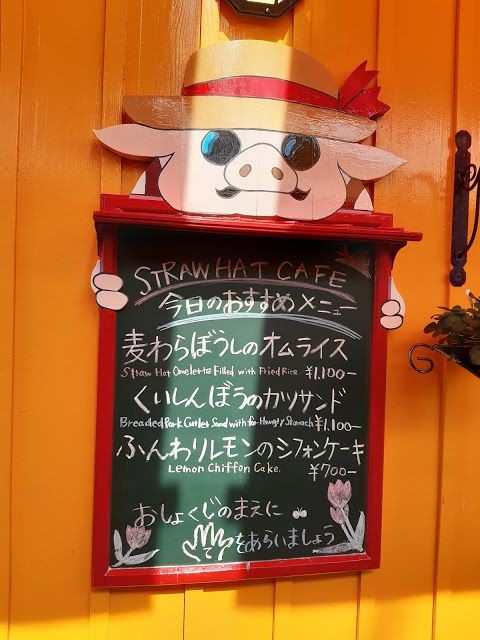 STRAW HAT CAFE
今日のおすすめメニュー
麦わらぼうしのオムライス
Straw Hat Omelette Filled with Fried Rice ¥1,100-
くいしんぼうのカツサンド
Breaded Pork Cutlet Sand with for Hungry Stomach ¥1,100-
ふんわりレモンのシフォンケーキ
Lemon Chiffon Cake. ¥700-
おしょくじのまえに
てをあらいましょう